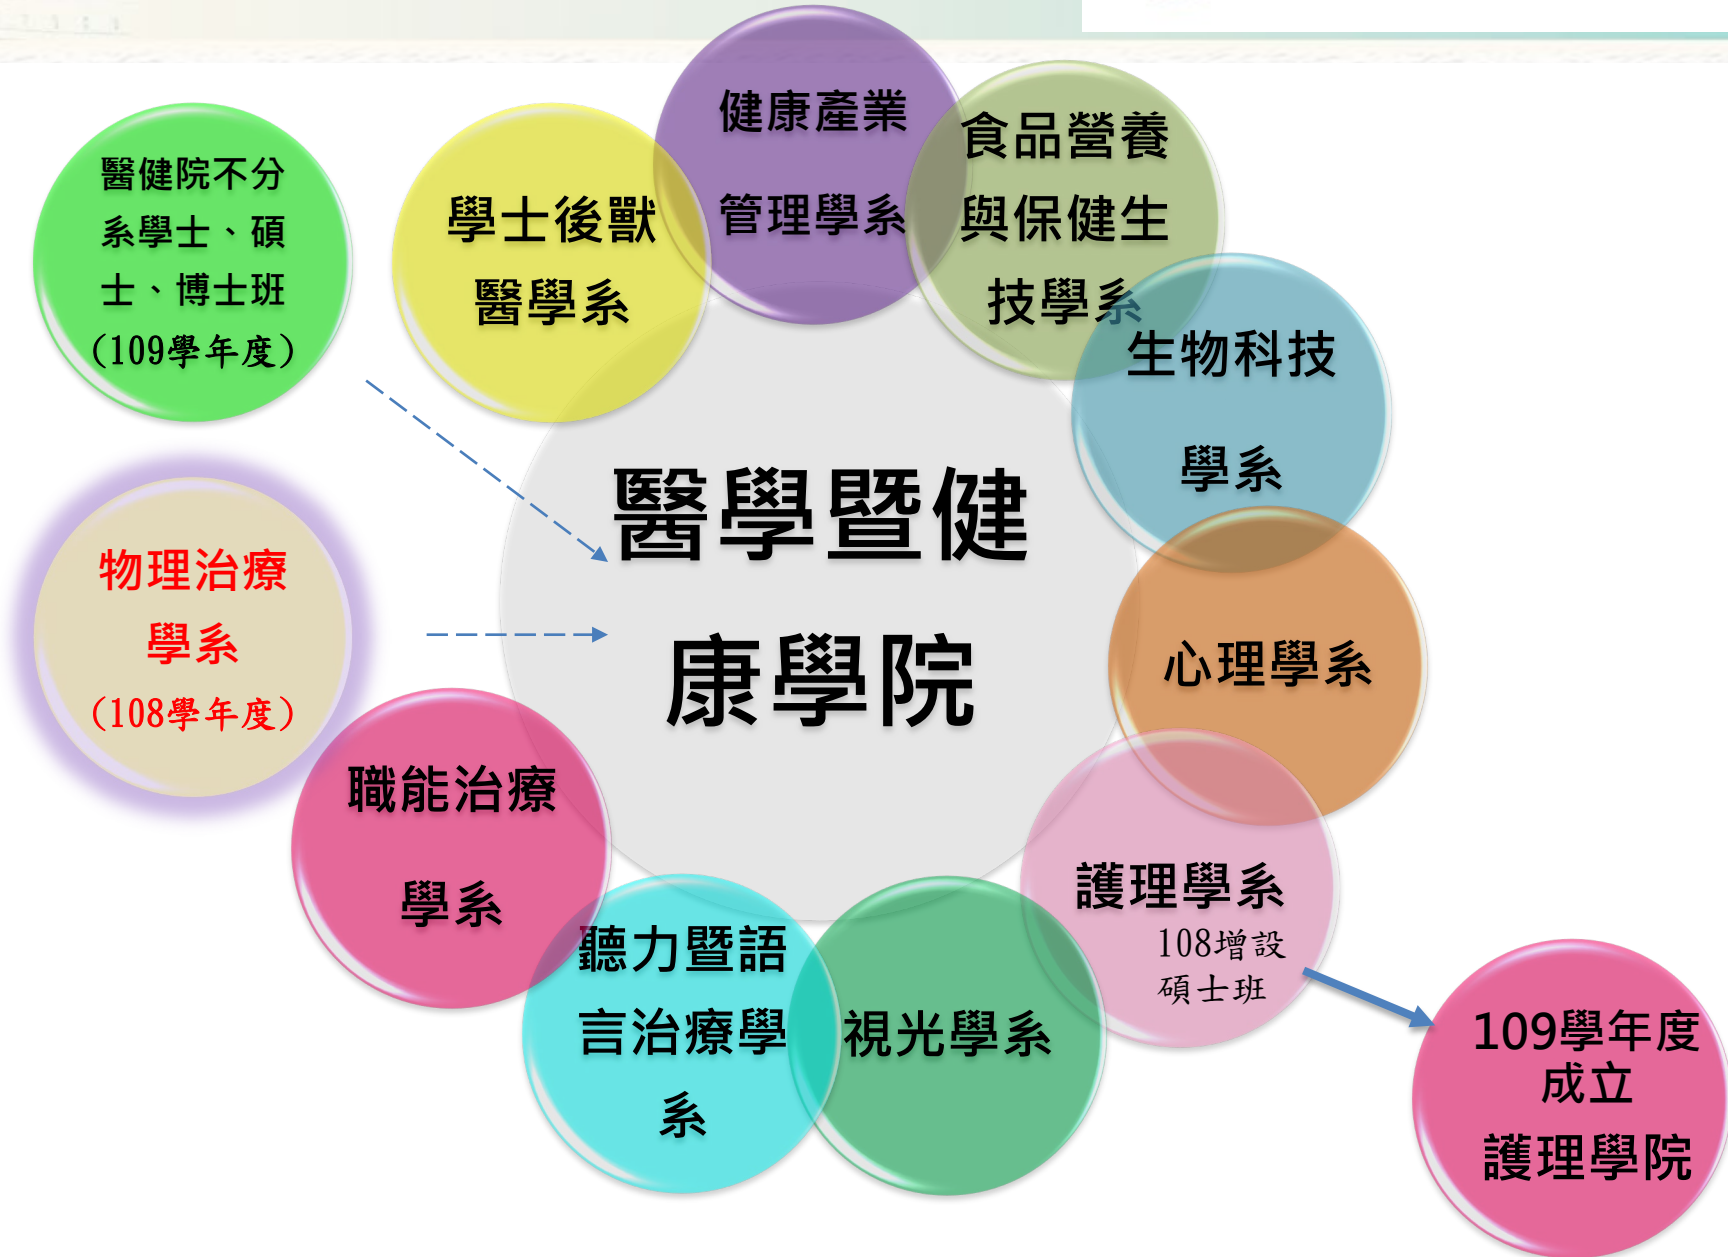 健康產業
管理學系
食品營養
與保健生
技學系
醫健院不分
系學士、碩
士、博士班
(109學年度)
學士後獸
醫學系
生物科技
學系
醫學暨健
康學院
物理治療
學系
(108學年度)
心理學系
職能治療
學系
護理學系
108增設
碩士班
聽力暨語
言治療學
系
視光學系
109學年度
成立
護理學院